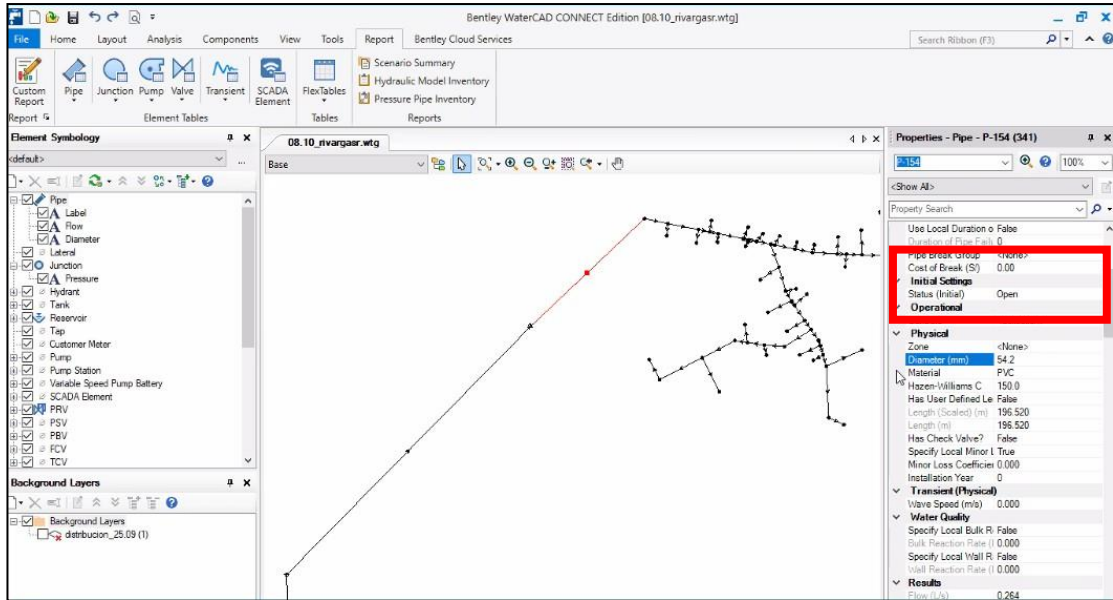 Bentley WaterCAD CONNECT Edition [08.10_rivargasr.wtg]
File Home Layout Analysis Components View Tools Report Bentley Cloud Services Search Ribbon (F3)
Custom Report Pipe Junction Pump Valve Transient SCADA Element FlexTables
Scenario Summary
Hydraulic Model Inventory
Pressure Pipe Inventory
Report Element Tables Tables Reports
Element Symbology
<default>
Pipe
Label
Flow
Diameter
Lateral
Junction
Pressure
Hydrant
Tank
Reservoir
Tap
Customer Meter
Pump
Pump Station
Variable Speed Pump Battery
SCADA Element
PRV
PSV
PBV
FCV
TCV
Background Layers
Background Layers
distribucion_25.09 (1)
08.10_rivargasr.wtg
Base
Properties - Pipe - P-154 (341)
P-154 100%
<Show All>
Property Search
Use Local Duration o False
Duration of Pipe Failu 0
Pipe Break Group <None>
Cost of Break (S/) 0.00
Initial Settings
Status (Initial) Open
Operational
Physical
Zone <None>
Diameter (mm) 54.2
Material PVC
Hazen-Williams C 150.0
Has User Defined Le False
Length (Scaled) (m) 196.520
Length (m) 196.520
Has Check Valve? False
Specify Local Minor L True
Minor Loss Coefficien 0.000
Installation Year 0
Transient (Physical)
Wave Speed (m/s) 0.000
Water Quality
Specify Local Bulk R False
Bulk Reaction Rate (l 0.000
Specify Local Wall R False
Wall Reaction Rate (l 0.000
Results
Flow (L/s) 0.264